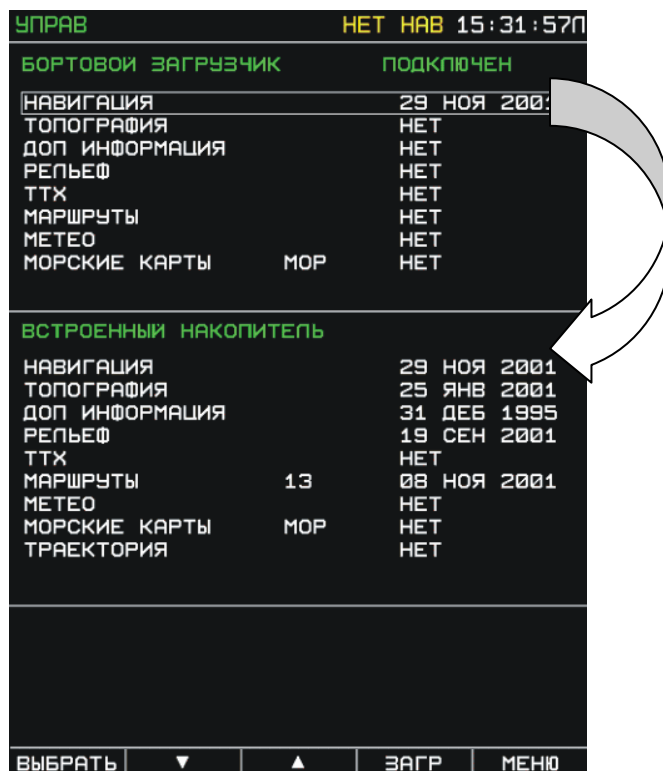 УПРАВ НЕТ НАВ 15:31:57Л
БОРТОВОЙ ЗАГРУЗЧИК ПОДКЛЮЧЕН
НАВИГАЦИЯ 29 НОЯ 2001
ТОПОГРАФИЯ НЕТ
ДОП ИНФОРМАЦИЯ НЕТ
РЕЛЬЕФ НЕТ
ТТХ НЕТ
МАРШРУТЫ НЕТ
МЕТЕО НЕТ
МОРСКИЕ КАРТЫ МОР НЕТ
ВСТРОЕННЫЙ НАКОПИТЕЛЬ
НАВИГАЦИЯ 29 НОЯ 2001
ТОПОГРАФИЯ 25 ЯНВ 2001
ДОП ИНФОРМАЦИЯ 31 ДЕБ 1995
РЕЛЬЕФ 19 СЕН 2001
ТТХ НЕТ
МАРШРУТЫ 13 08 НОЯ 2001
МЕТЕО НЕТ
МОРСКИЕ КАРТЫ МОР НЕТ
ТРАЕКТОРИЯ НЕТ
ВЫБРАТЬ ▼ ▲ ЗАГР МЕНЮ